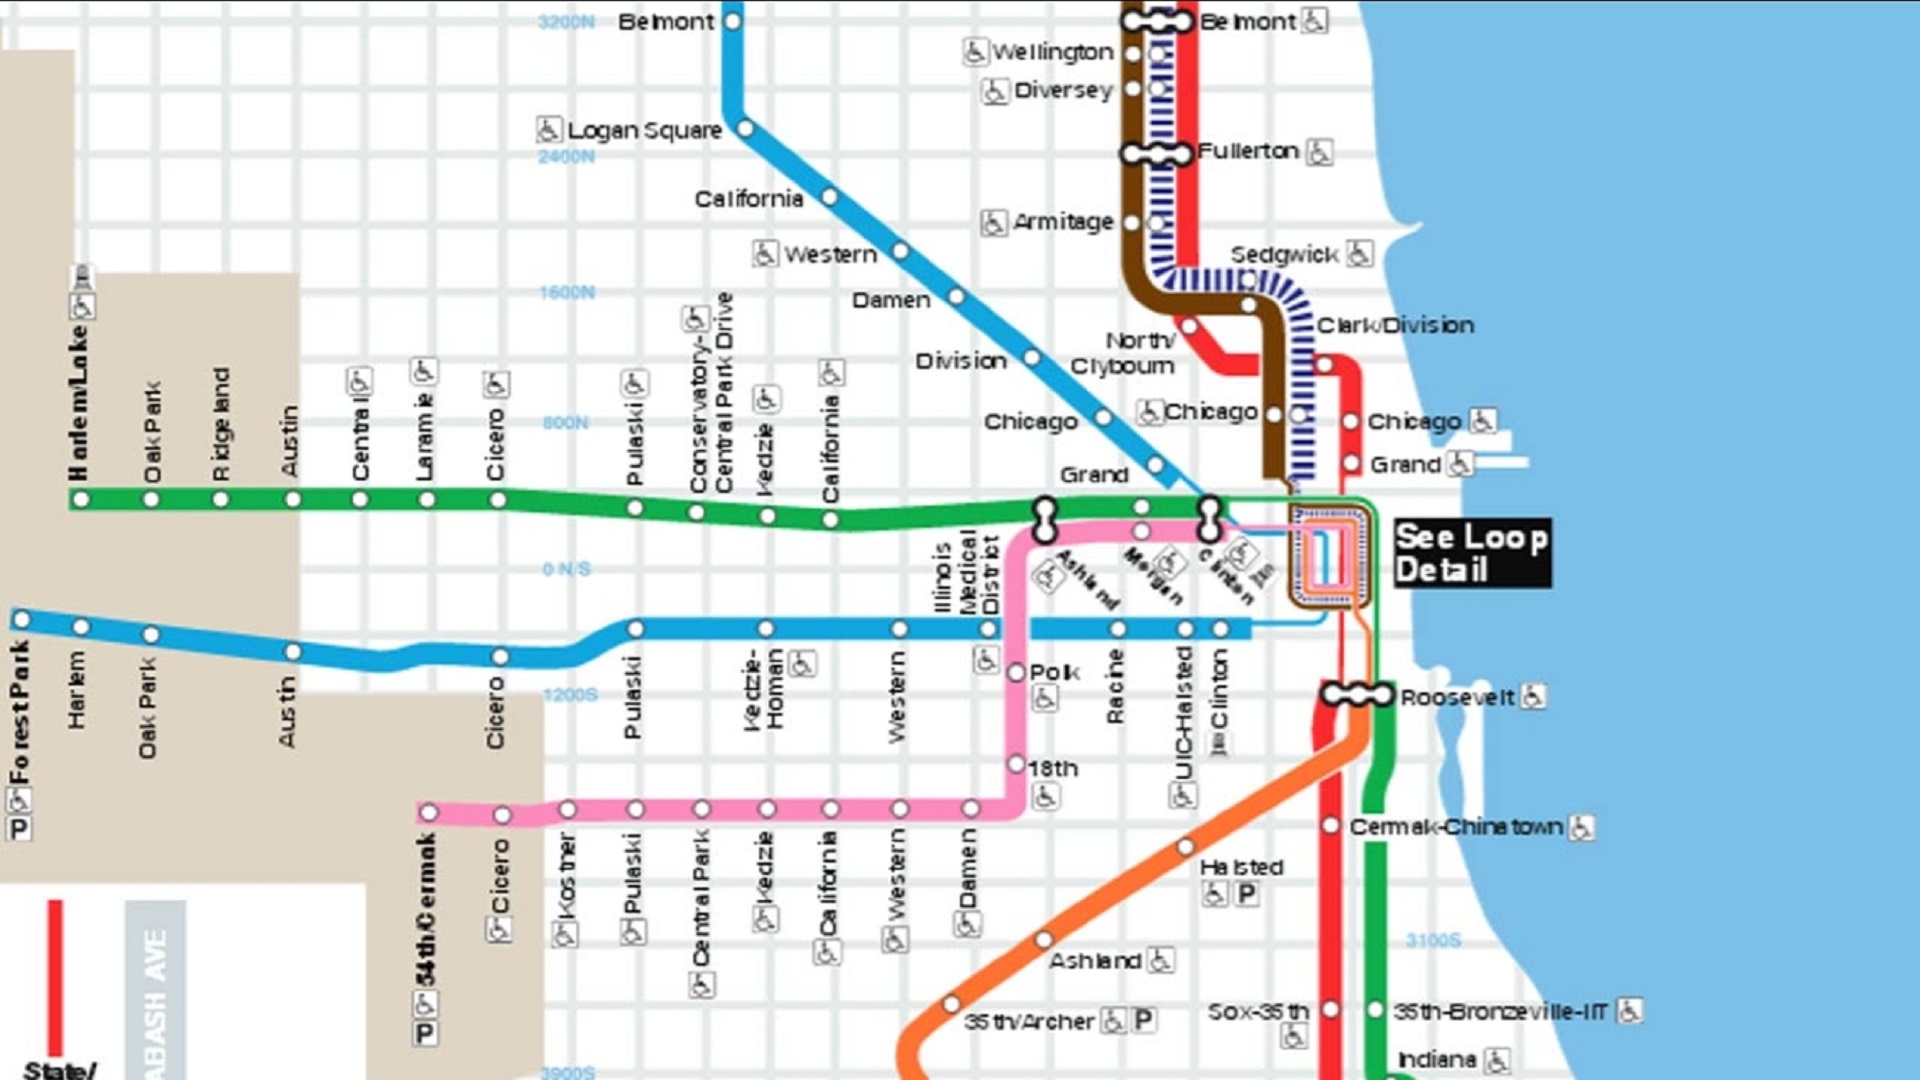 3200N
Belmont
Belmont
Wellington
Diversey
Logan Square
2400N
Fullerton
California
Armitage
Western
Sedgwick
1600N
Damen
Clark/Division
North/
Clybourn
Division
Chicago
Chicago
Chicago
800N
Grand
Grand
Harlem/Lake
Oak Park
Ridgeland
Austin
Central
Laramie
Cicero
Pulaski
Conservatory-
Central Park Drive
Kedzie
California
See Loop
Detail
Illinois
Medical
District
Ashland
Morgan
Clinton
0 N/S
Forest Park
P
Harlem
Oak Park
Austin
Cicero
Pulaski
Kedzie-
Homan
Western
Polk
Racine
UIC-Halsted
Clinton
1200S
Roosevelt
18th
Cermak-Chinatown
54th/Cermak
P
Cicero
Kostner
Pulaski
Central Park
Kedzie
California
Western
Damen
Halsted
P
3100S
Ashland
35th/Archer P
Sox-35th
35th-Bronzeville-IIT
Indiana
3900S
State/
ABASH AVE